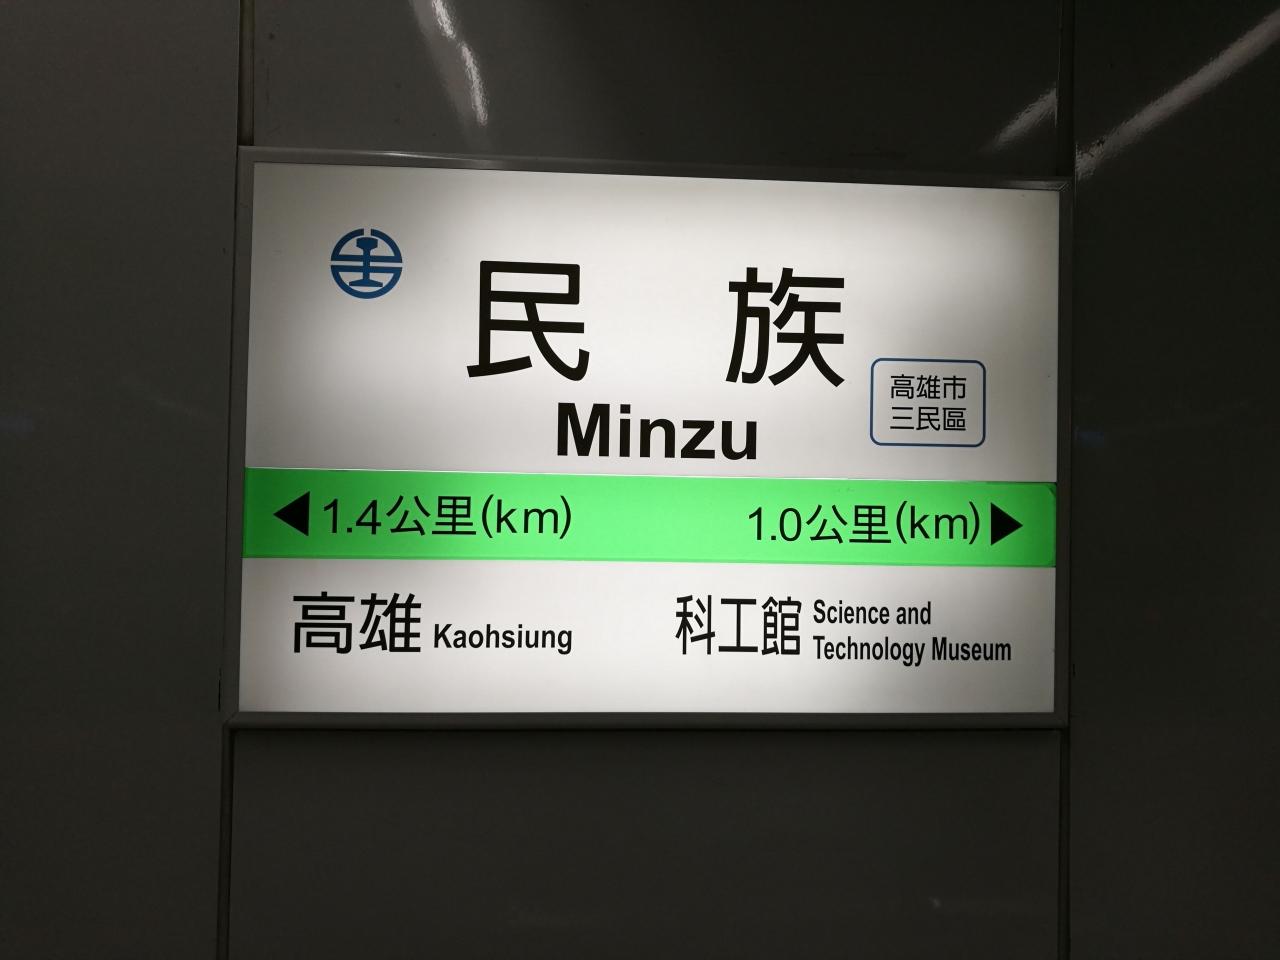 民族
高雄市
三民區
Minzu
◀1.4公里(km) 1.0公里(km)▶
高雄 Kaohsiung
科工館 Science and
Technology Museum